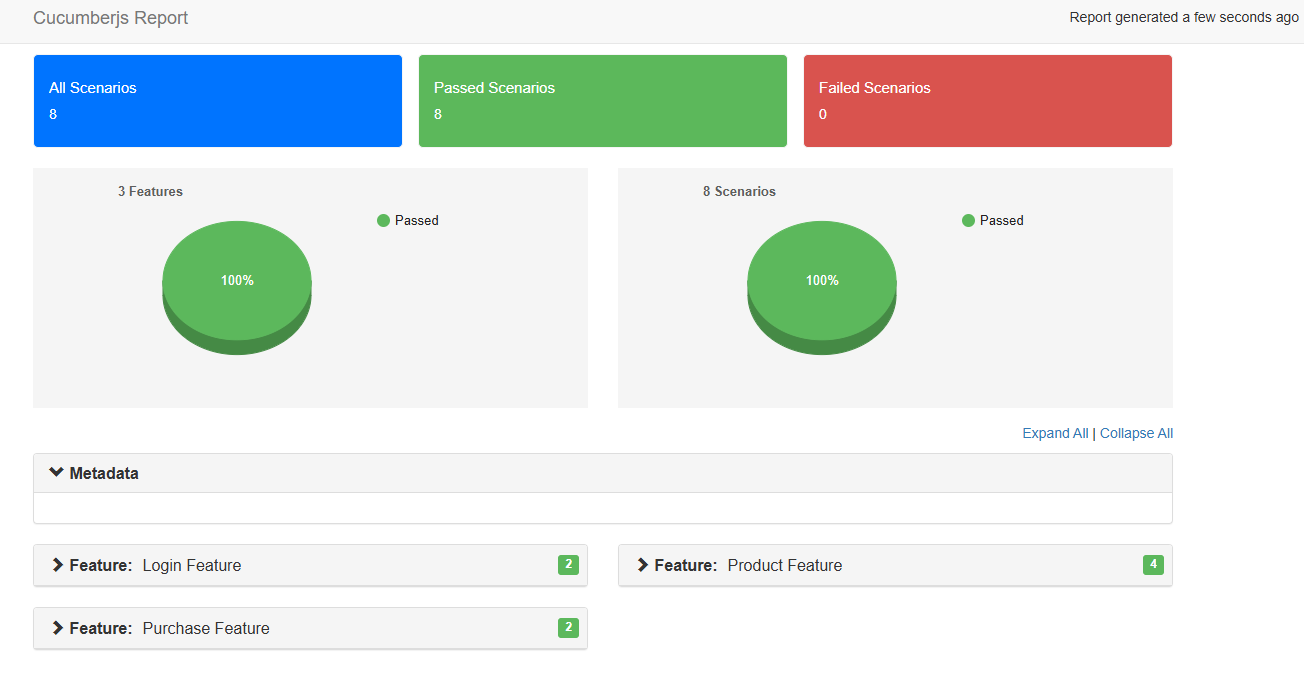 Cucumberjs Report
Report generated a few seconds ago
All Scenarios
8
Passed Scenarios
8
Failed Scenarios
0
3 Features
Passed
100%
8 Scenarios
Passed
100%
Expand All | Collapse All
Metadata
Feature: Login Feature 2
Feature: Product Feature 4
Feature: Purchase Feature 2